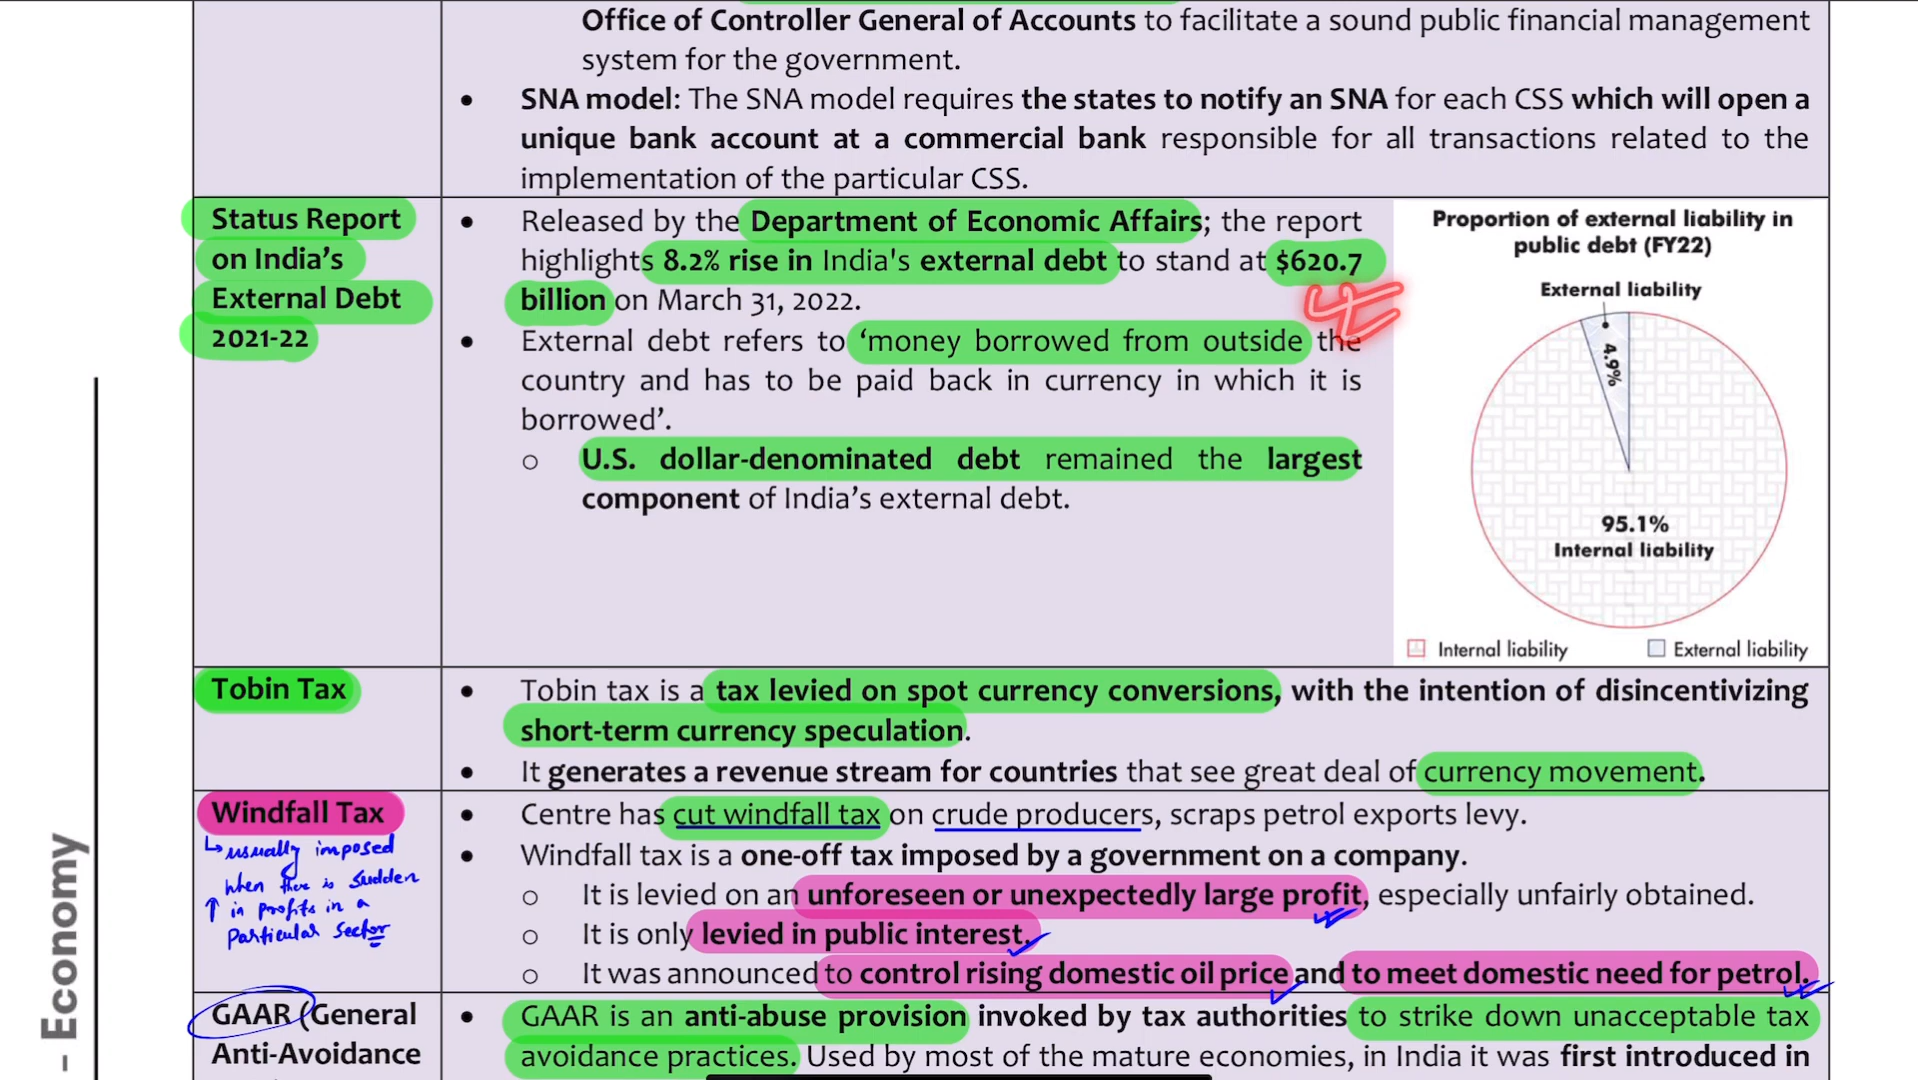 Office of Controller General of Accounts to facilitate a sound public financial management
system for the government.
• SNA model: The SNA model requires the states to notify an SNA for each CSS which will open a
unique bank account at a commercial bank responsible for all transactions related to the
implementation of the particular CSS.
Status Report
on India’s
External Debt
2021-22
• Released by the Department of Economic Affairs; the report
highlights 8.2% rise in India's external debt to stand at $620.7
billion on March 31, 2022.
• External debt refers to ‘money borrowed from outside the
country and has to be paid back in currency in which it is
borrowed’.
o U.S. dollar-denominated debt remained the largest
component of India’s external debt.
Proportion of external liability in
public debt (FY22)
External liability
4.9%
95.1%
Internal liability
Internal liability
External liability
Tobin Tax
• Tobin tax is a tax levied on spot currency conversions, with the intention of disincentivizing
short-term currency speculation.
• It generates a revenue stream for countries that see great deal of currency movement.
Windfall Tax
↳ usually imposed
when there is sudden
↑ in profits in a
particular sector
• Centre has cut windfall tax on crude producers, scraps petrol exports levy.
• Windfall tax is a one-off tax imposed by a government on a company.
o It is levied on an unforeseen or unexpectedly large profit, especially unfairly obtained.
o It is only levied in public interest.
o It was announced to control rising domestic oil price and to meet domestic need for petrol.
GAAR (General
Anti-Avoidance
• GAAR is an anti-abuse provision invoked by tax authorities to strike down unacceptable tax
avoidance practices. Used by most of the mature economies, in India it was first introduced in
– Economy